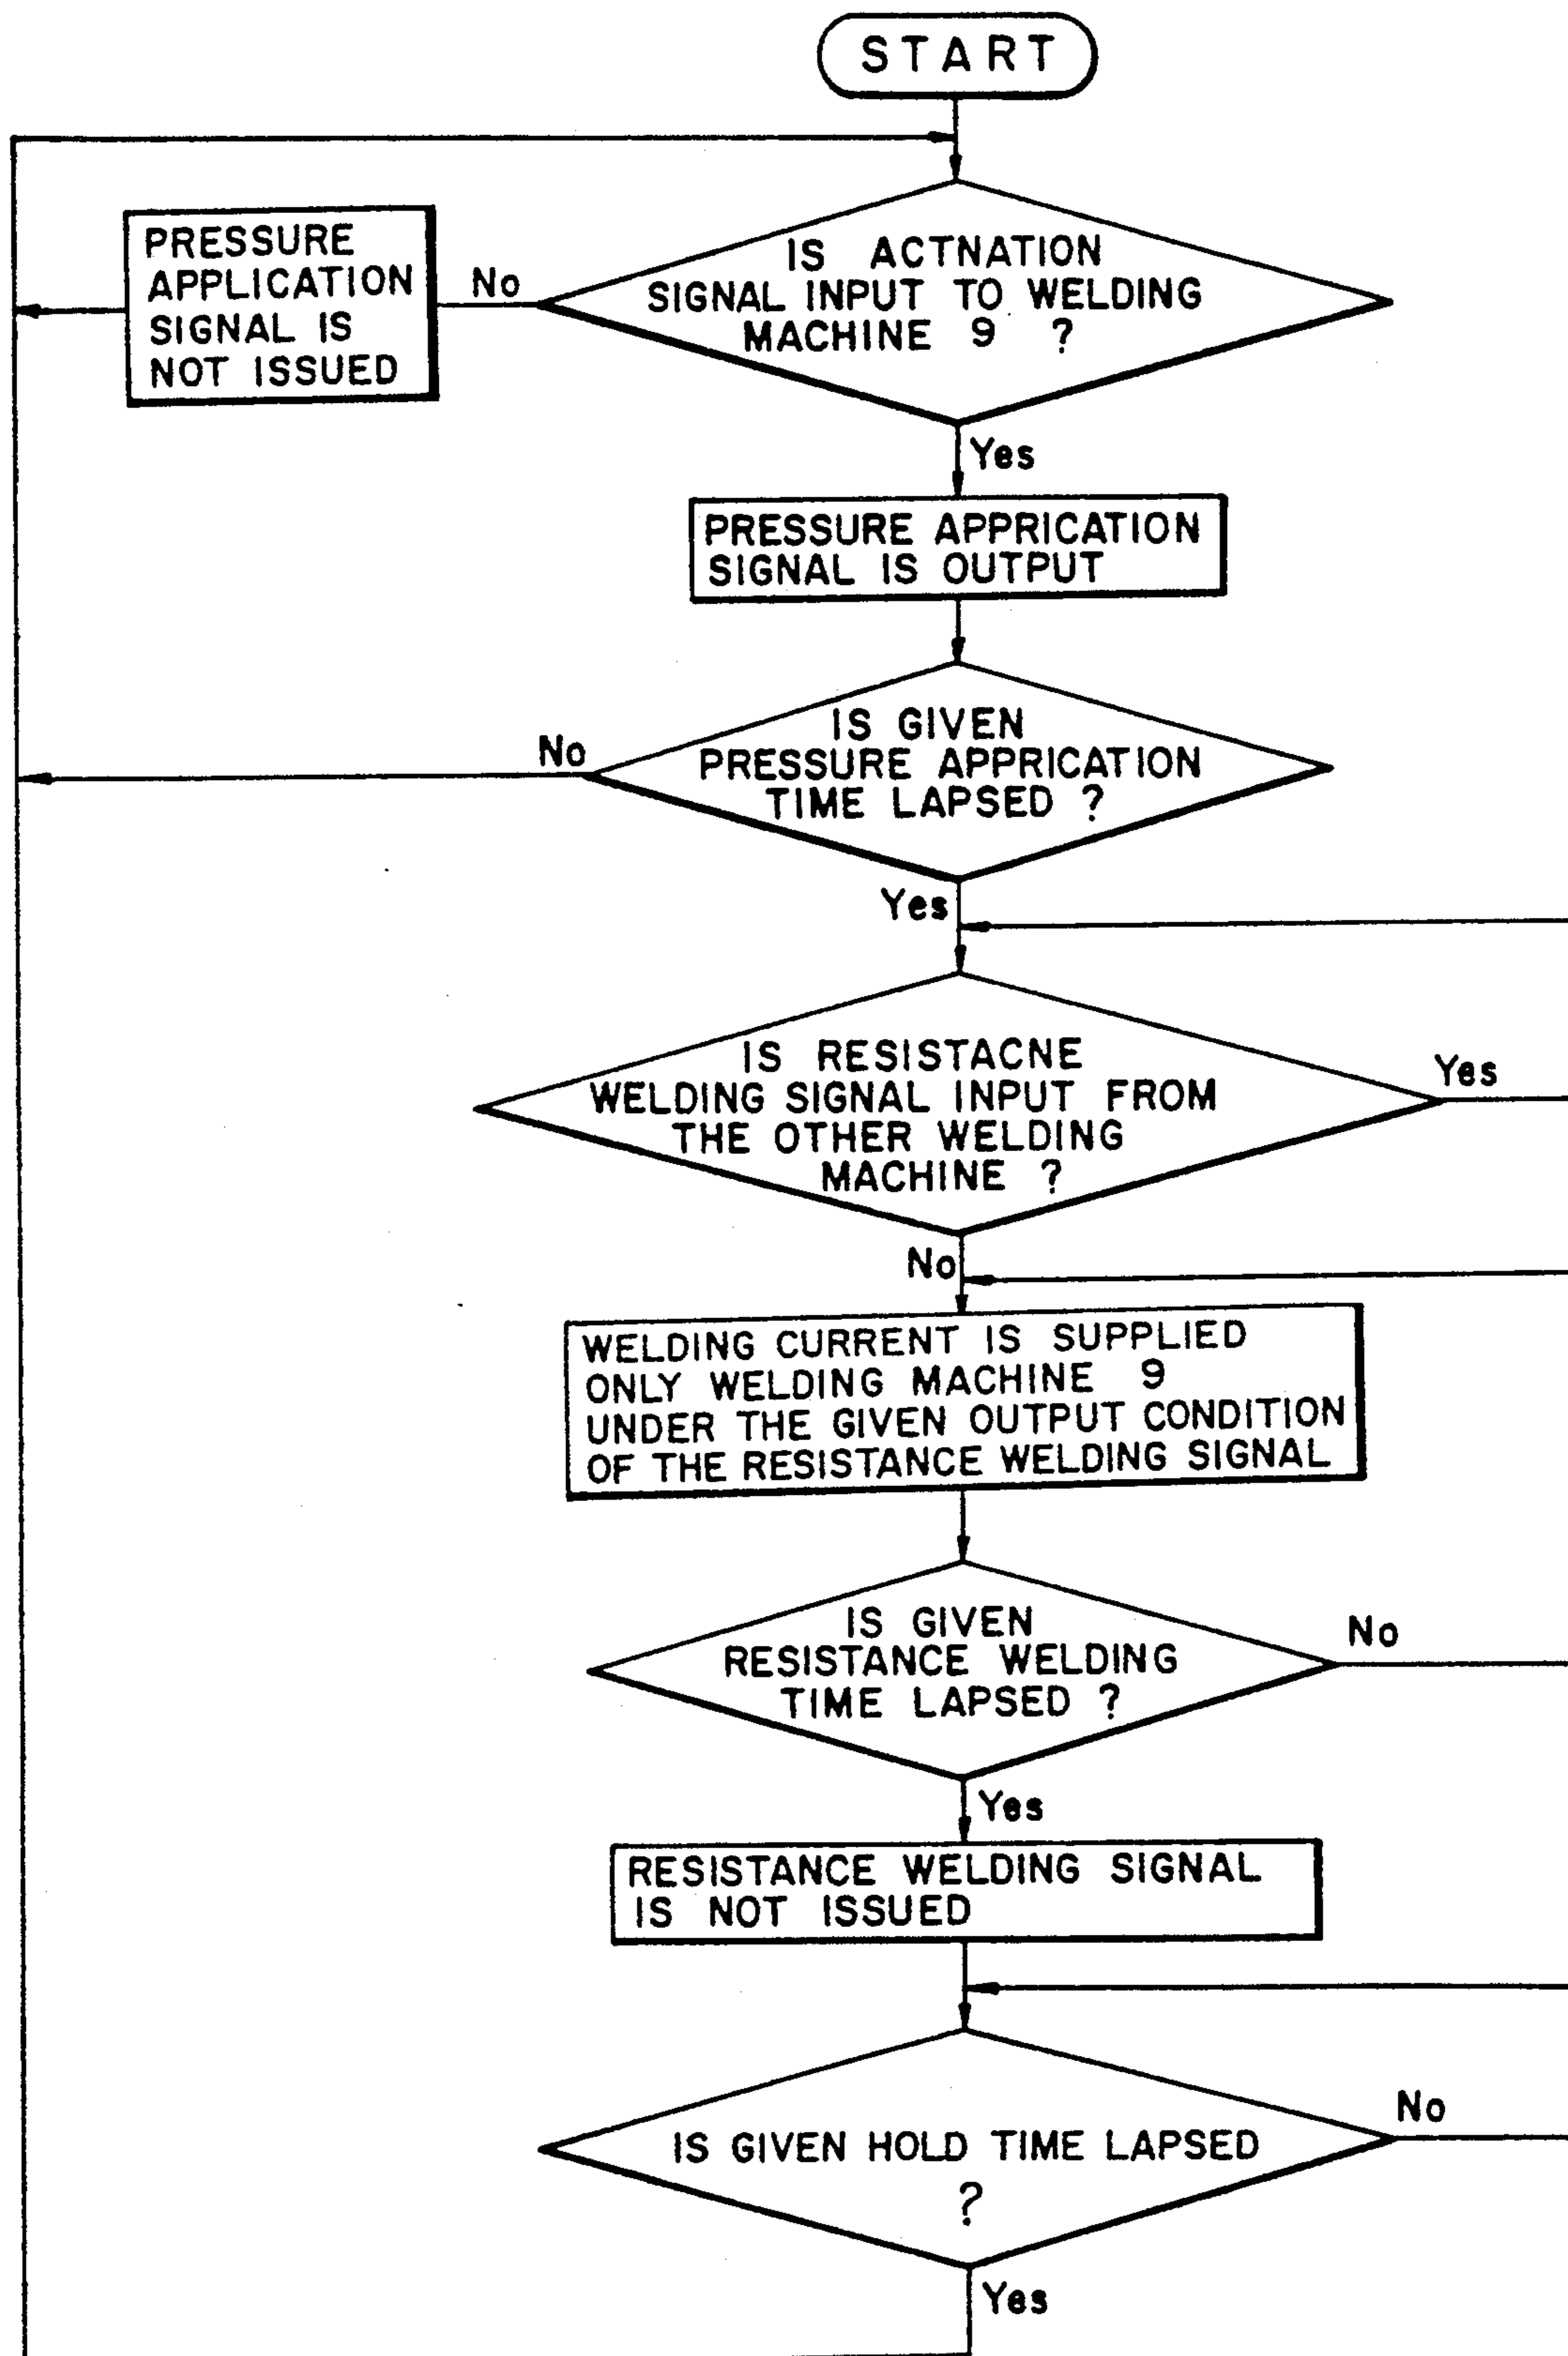 START
IS ACTNATION
SIGNAL INPUT TO WELDING
MACHINE 9 ?
No
PRESSURE
APPLICATION
SIGNAL IS
NOT ISSUED
Yes
PRESSURE APPRICATION
SIGNAL IS OUTPUT
IS GIVEN
PRESSURE APPRICATION
TIME LAPSED ?
No
Yes
IS RESISTACNE
WELDING SIGNAL INPUT FROM
THE OTHER WELDING
MACHINE ?
Yes
No
WELDING CURRENT IS SUPPLIED
ONLY WELDING MACHINE 9
UNDER THE GIVEN OUTPUT CONDITION
OF THE RESISTANCE WELDING SIGNAL
IS GIVEN
RESISTANCE WELDING
TIME LAPSED ?
No
Yes
RESISTANCE WELDING SIGNAL
IS NOT ISSUED
IS GIVEN HOLD TIME LAPSED
?
No
Yes